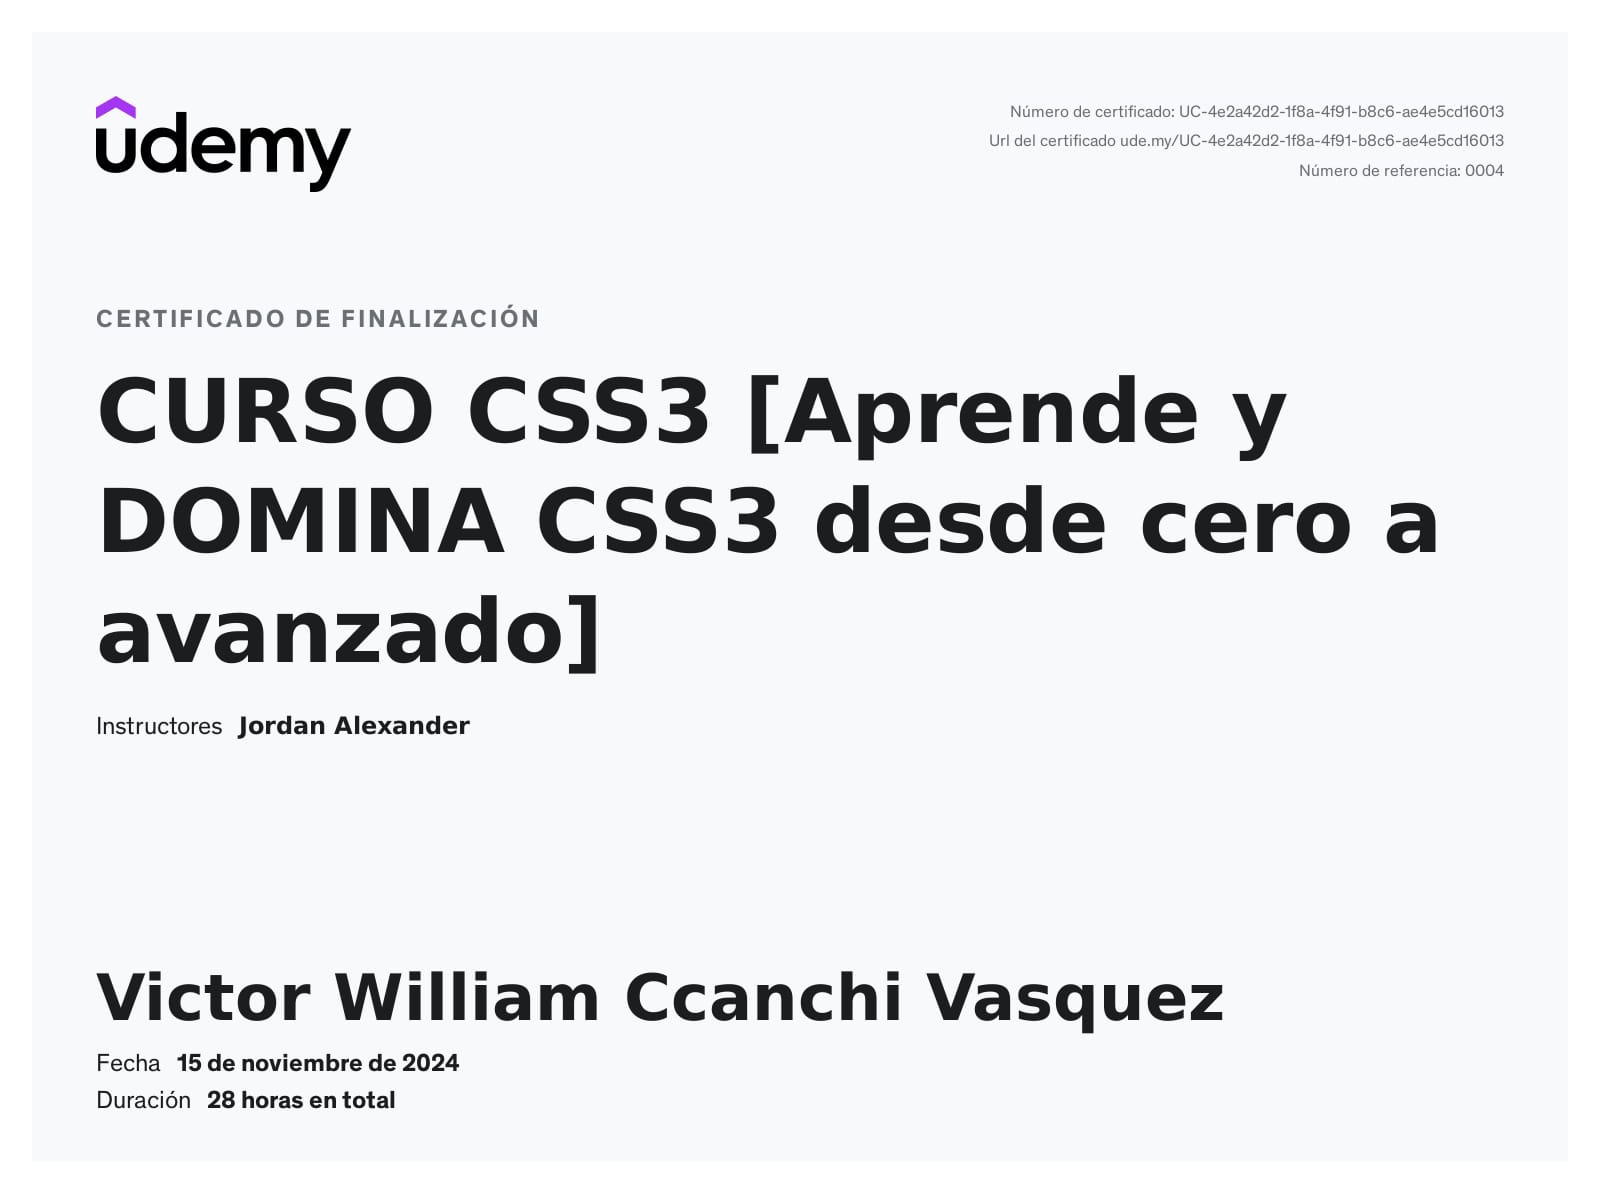 udemy
Número de certificado: UC-4e2a42d2-1f8a-4f91-b8c6-ae4e5cd16013
Url del certificado ude.my/UC-4e2a42d2-1f8a-4f91-b8c6-ae4e5cd16013
Número de referencia: 0004
CERTIFICADO DE FINALIZACIÓN
CURSO CSS3 [Aprende y
DOMINA CSS3 desde cero a
avanzado]
Instructores Jordan Alexander
Victor William Ccanchi Vasquez
Fecha 15 de noviembre de 2024
Duración 28 horas en total